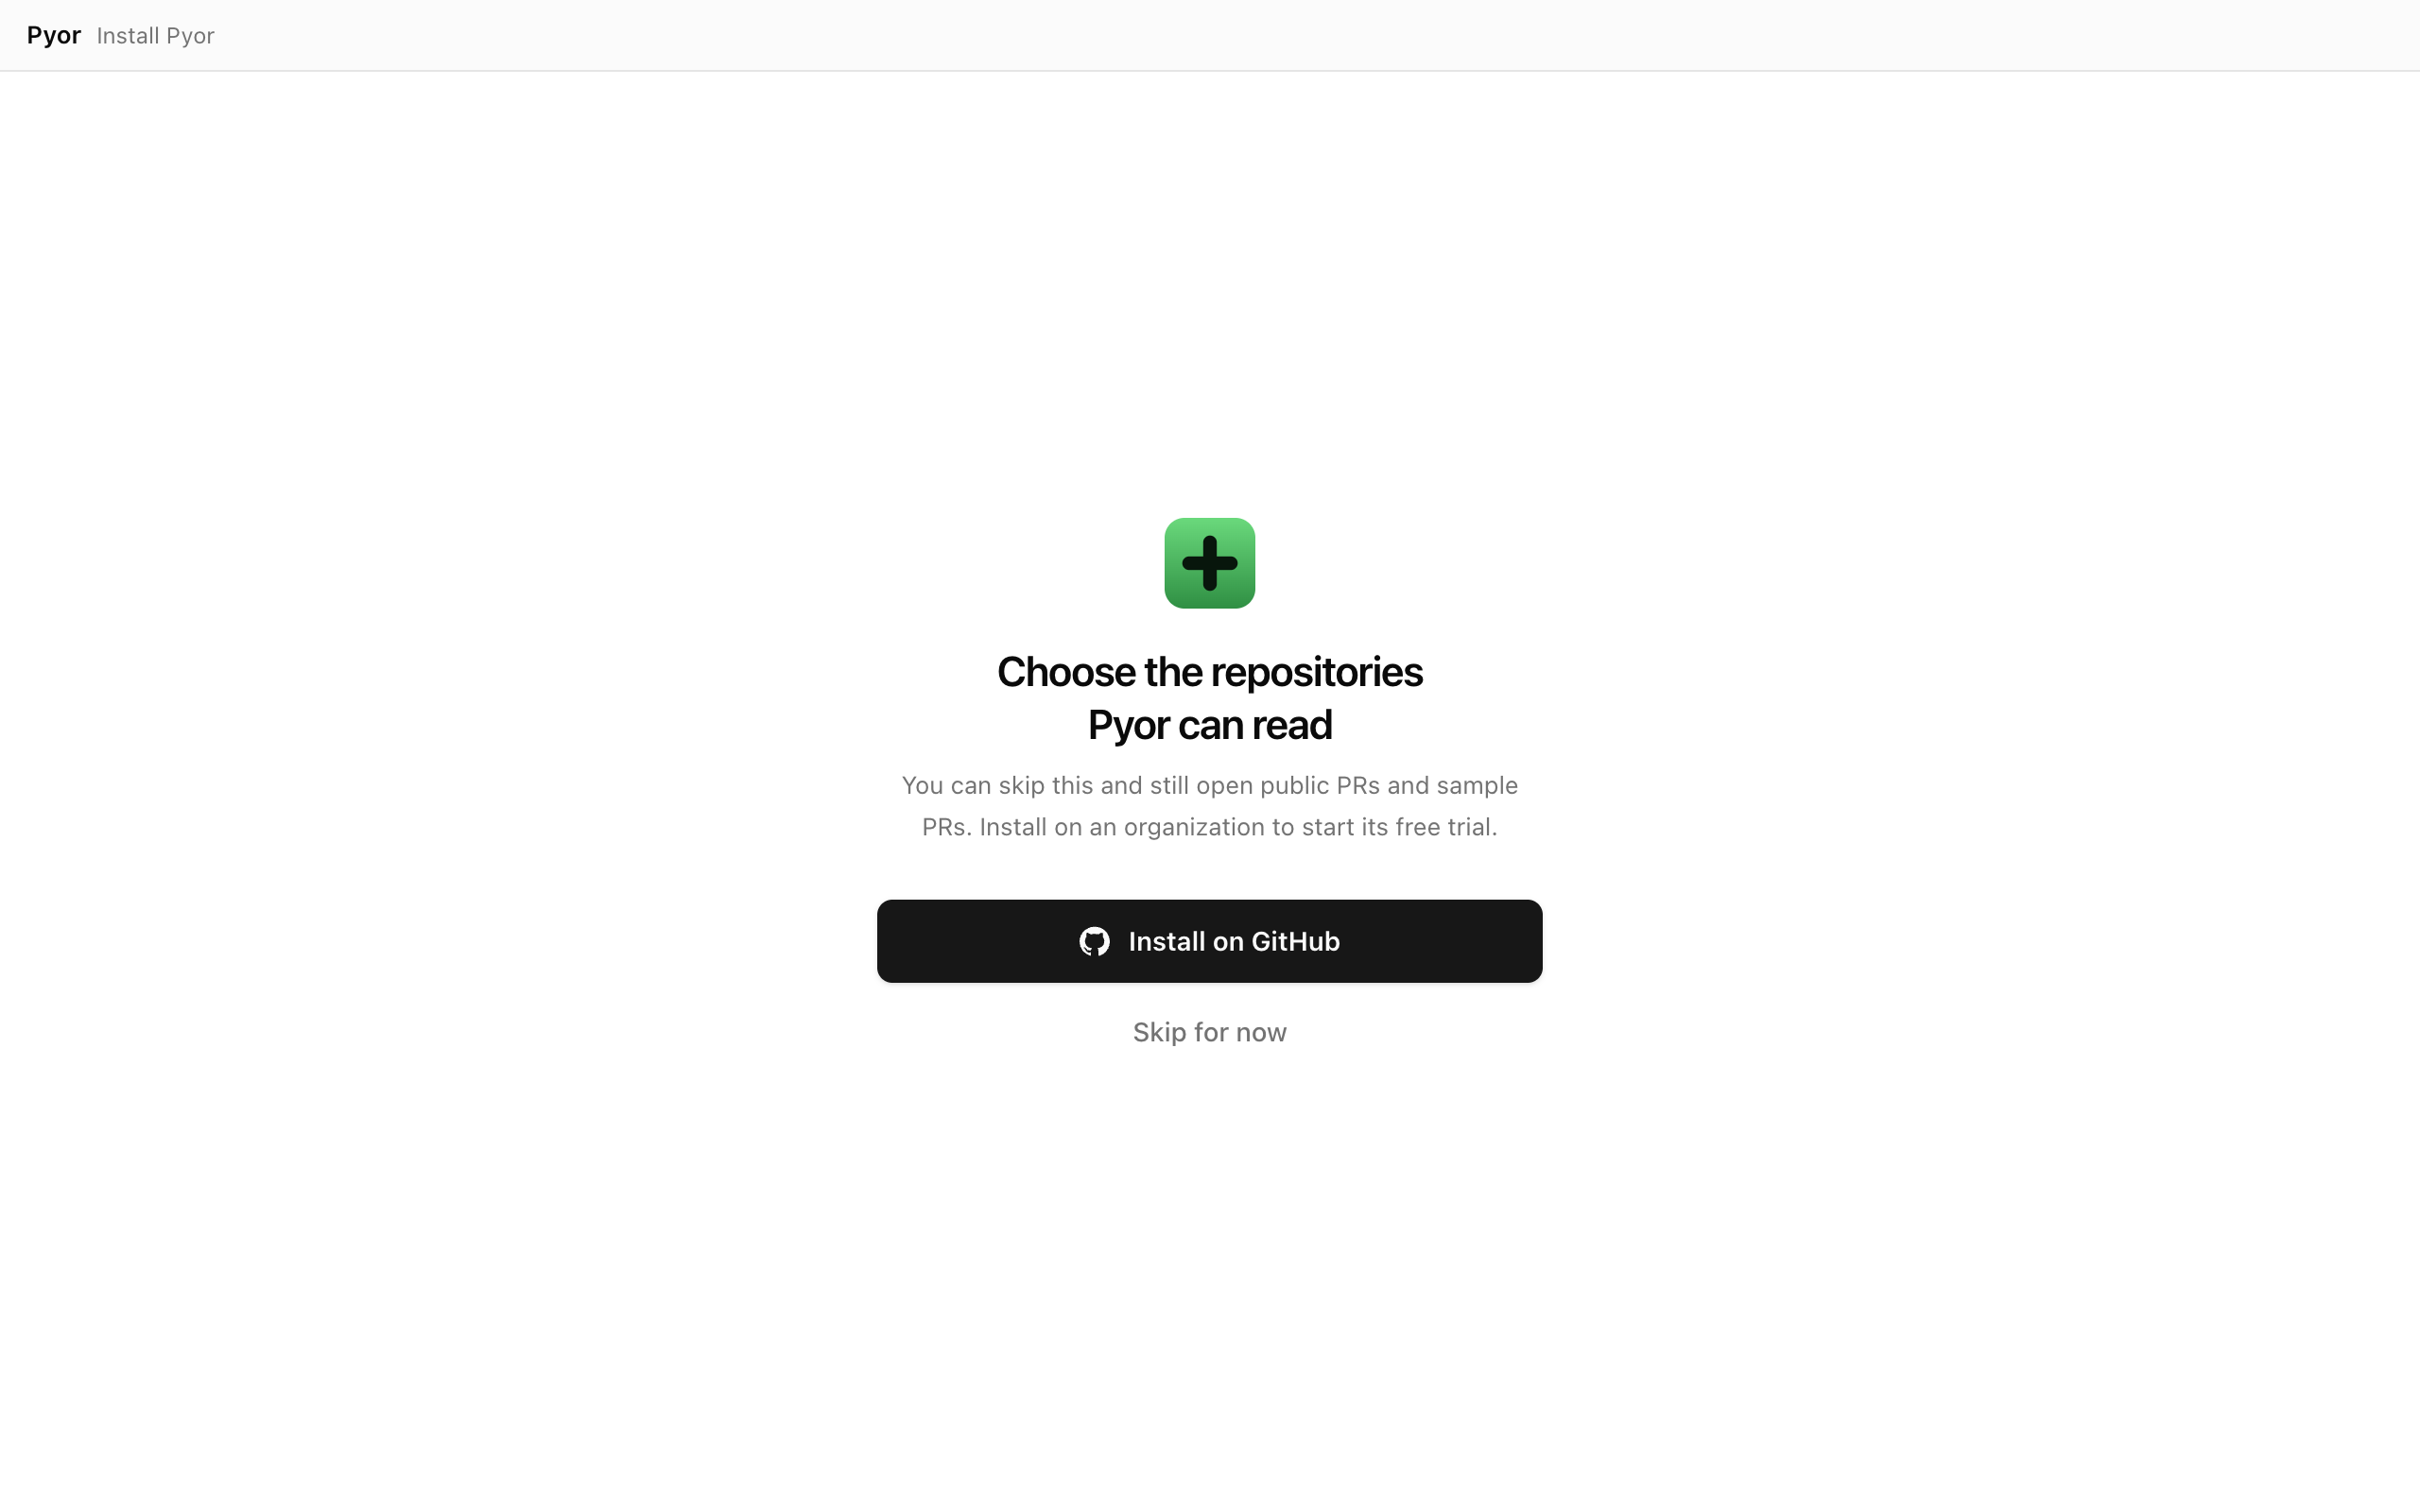 Pyor Install Pyor
Choose the repositories
Pyor can read
You can skip this and still open public PRs and sample
PRs. Install on an organization to start its free trial.
Install on GitHub
Skip for now